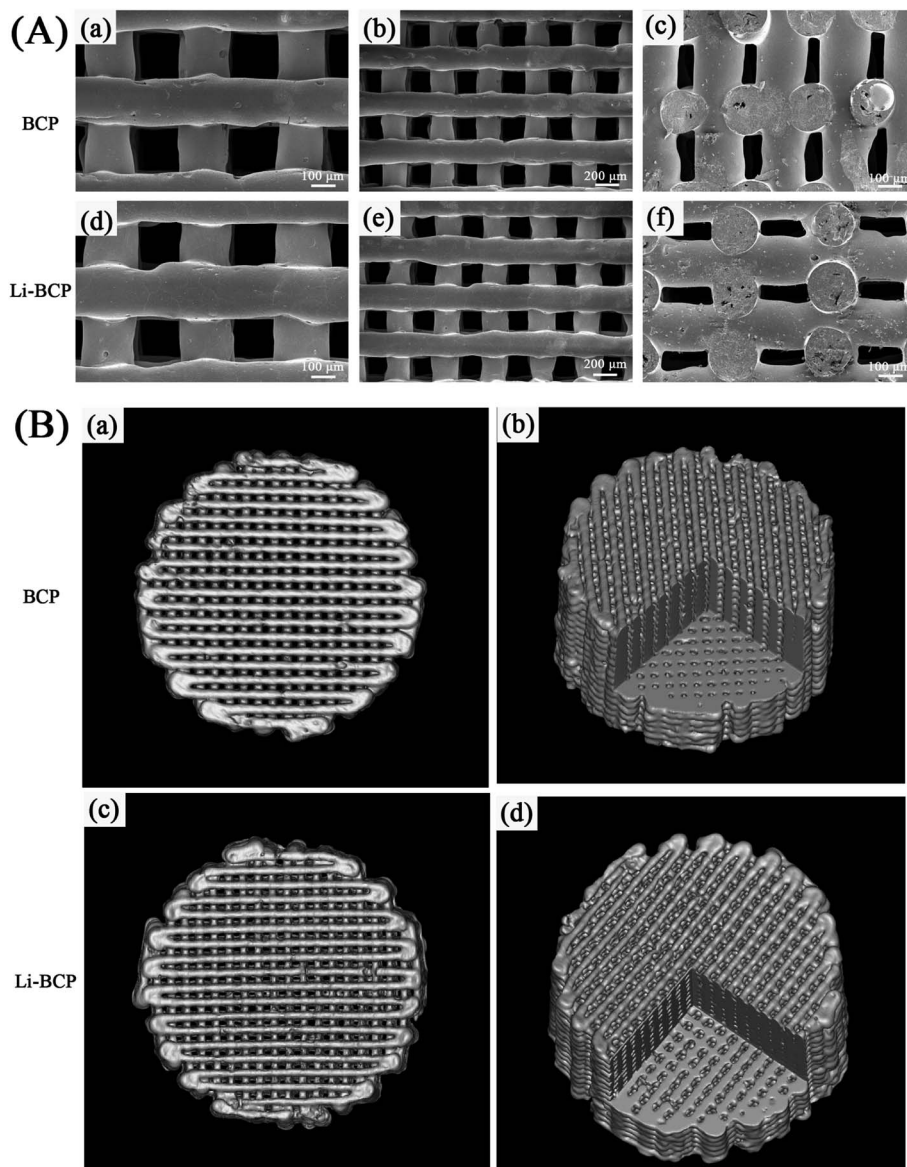 (A)
(a)
(b)
(c)
BCP
100 μm
200 μm
100 μm
(d)
(e)
(f)
Li-BCP
100 μm
200 μm
100 μm
(B)
(a)
(b)
BCP
(c)
(d)
Li-BCP